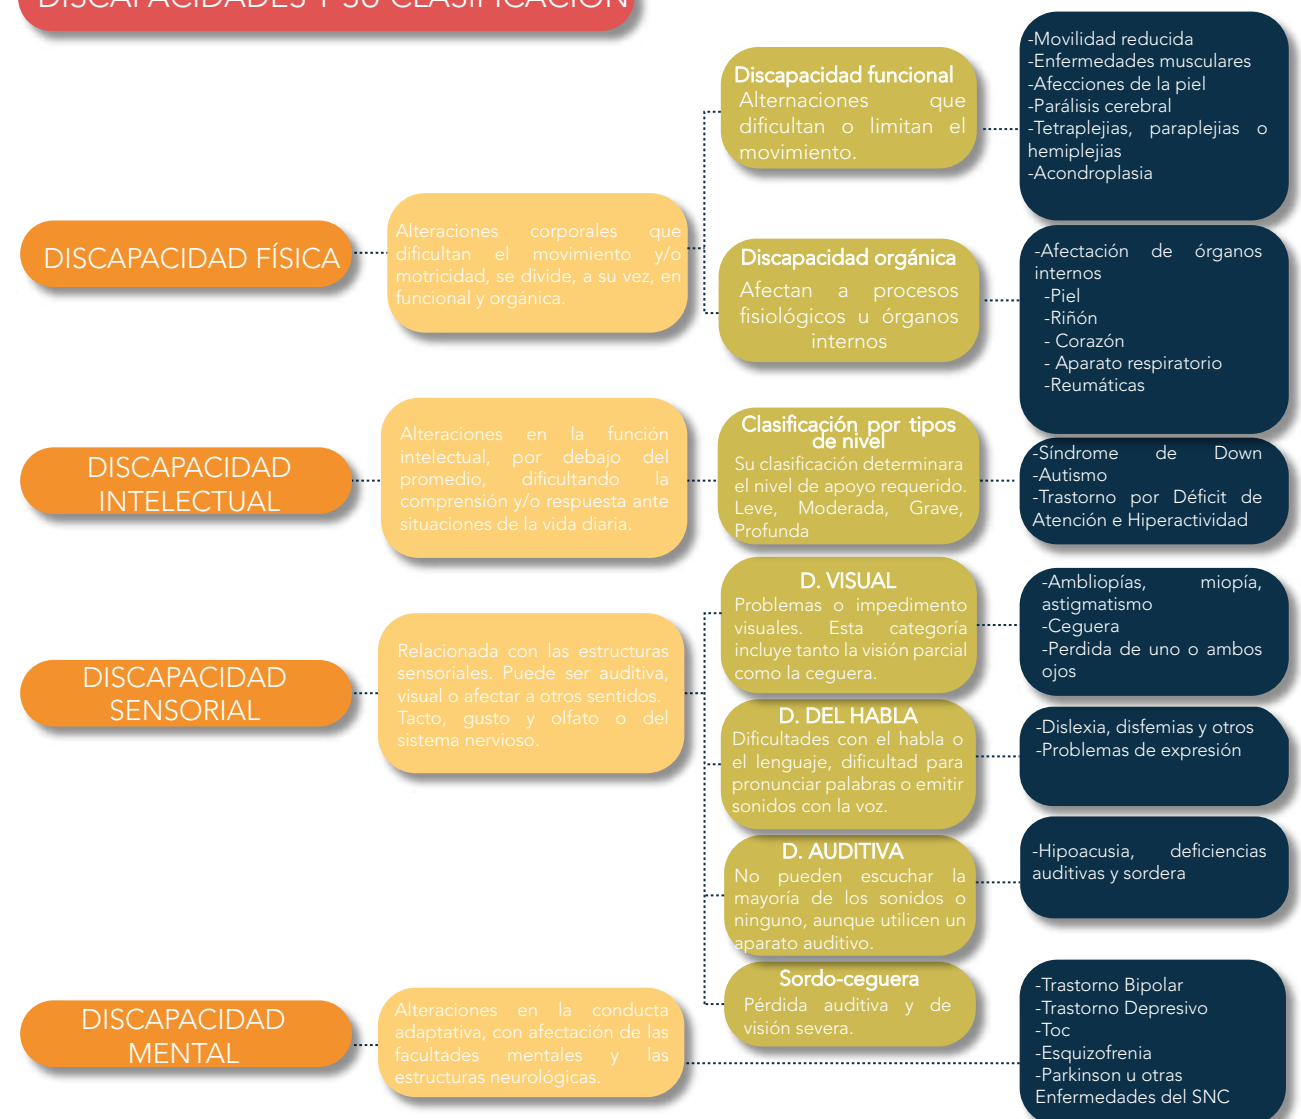 DISCAPACIDADES Y SU CLASIFICACIÓN
DISCAPACIDAD FÍSICA
Alteraciones corporales que
dificultan el movimiento y/o
motricidad, se divide, a su vez, en
funcional y orgánica.
Discapacidad funcional
Alternaciones que
dificultan o limitan el
movimiento.
-Movilidad reducida
-Enfermedades musculares
-Afecciones de la piel
-Parálisis cerebral
-Tetraplejias, paraplejias o
hemiplejias
-Acondroplasia
Discapacidad orgánica
Afectan a procesos
fisiológicos u órganos
internos
-Afectación de órganos
internos
-Piel
-Riñón
- Corazón
- Aparato respiratorio
-Reumáticas
DISCAPACIDAD
INTELECTUAL
Alteraciones en la función
intelectual, por debajo del
promedio, dificultando la
comprensión y/o respuesta ante
situaciones de la vida diaria.
Clasificación por tipos
de nivel
Su clasificación determinara
el nivel de apoyo requerido.
Leve, Moderada, Grave,
Profunda
-Síndrome de Down
-Autismo
-Trastorno por Déficit de
Atención e Hiperactividad
DISCAPACIDAD
SENSORIAL
Relacionada con las estructuras
sensoriales. Puede ser auditiva,
visual o afectar a otros sentidos.
Tacto, gusto y olfato o del
sistema nervioso.
D. VISUAL
Problemas o impedimento
visuales. Esta categoría
incluye tanto la visión parcial
como la ceguera.
-Ambliopías, miopía,
astigmatismo
-Ceguera
-Perdida de uno o ambos
ojos
D. DEL HABLA
Dificultades con el habla o
el lenguaje, dificultad para
pronunciar palabras o emitir
sonidos con la voz.
-Dislexia, disfemias y otros
-Problemas de expresión
D. AUDITIVA
No pueden escuchar la
mayoría de los sonidos o
ninguno, aunque utilicen un
aparato auditivo.
-Hipoacusia, deficiencias
auditivas y sordera
Sordo-ceguera
Pérdida auditiva y de
visión severa.
DISCAPACIDAD
MENTAL
Alteraciones en la conducta
adaptativa, con afectación de las
facultades mentales y las
estructuras neurológicas.
-Trastorno Bipolar
-Trastorno Depresivo
-Toc
-Esquizofrenia
-Parkinson u otras
Enfermedades del SNC